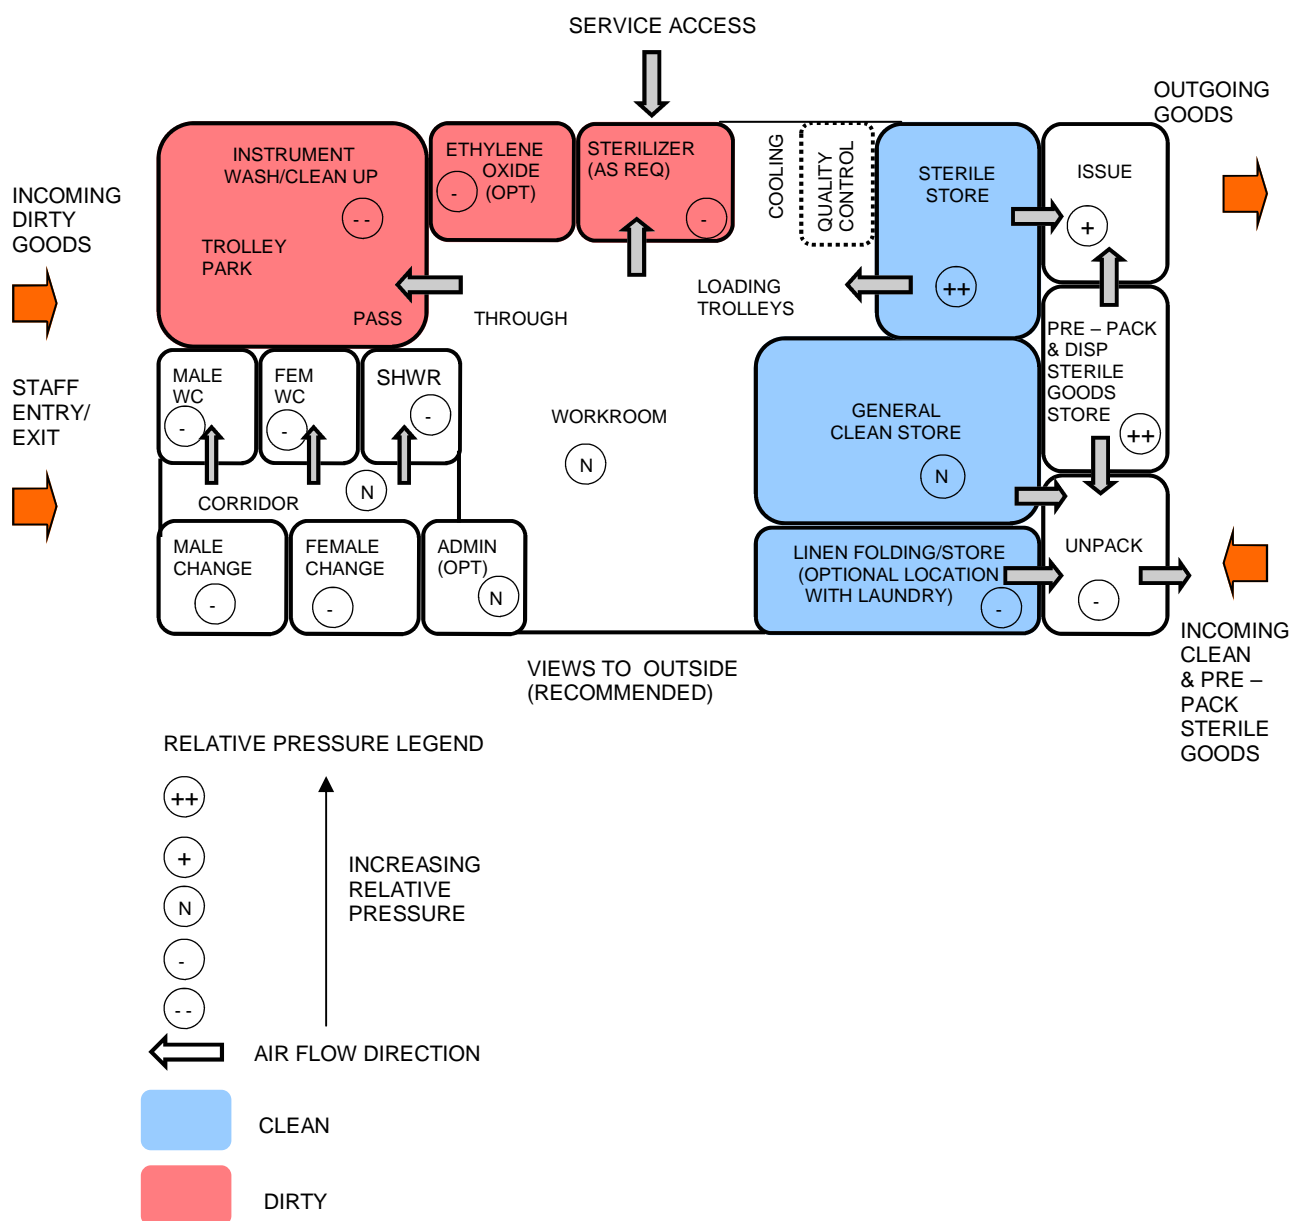 SERVICE ACCESS
OUTGOING
GOODS
INCOMING
DIRTY
GOODS
INSTRUMENT
WASH/CLEAN UP
--
TROLLEY
PARK
PASS
THROUGH
ETHYLENE
OXIDE
(OPT)
-
STERILIZER
(AS REQ)
-
COOLING
QUALITY
CONTROL
STERILE
STORE
++
ISSUE
+
LOADING
TROLLEYS
PRE – PACK
& DISP
STERILE
GOODS
STORE
++
STAFF
ENTRY/
EXIT
MALE
WC
-
FEM
WC
-
SHWR
-
WORKROOM
N
GENERAL
CLEAN STORE
N
CORRIDOR
N
MALE
CHANGE
-
FEMALE
CHANGE
-
ADMIN
(OPT)
N
LINEN FOLDING/STORE
(OPTIONAL LOCATION
WITH LAUNDRY)
-
UNPACK
-
INCOMING
CLEAN
& PRE –
PACK
STERILE
GOODS
VIEWS TO OUTSIDE
(RECOMMENDED)
RELATIVE PRESSURE LEGEND
++
+
N
-
--
INCREASING
RELATIVE
PRESSURE
AIR FLOW DIRECTION
CLEAN
DIRTY